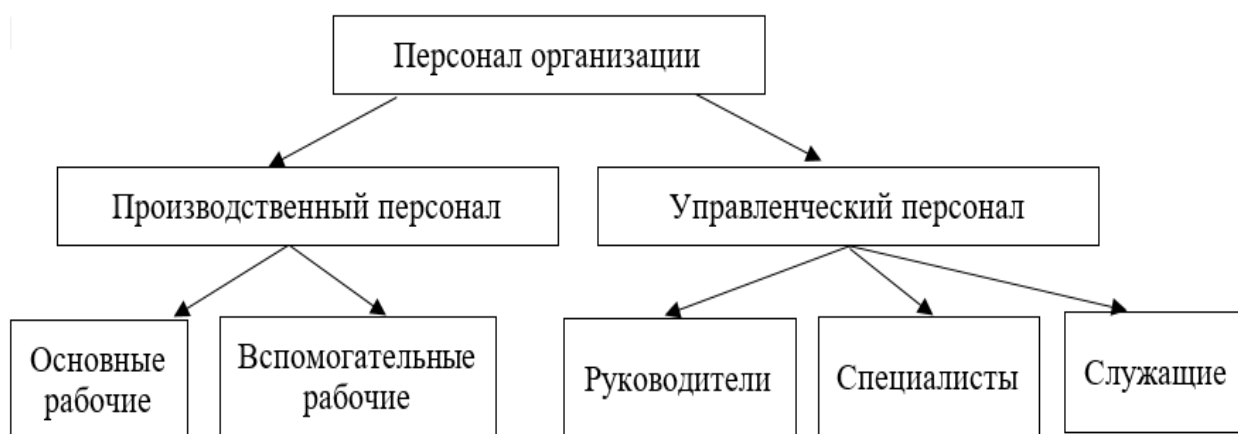 Персонал организации
Производственный персонал
Управленческий персонал
Основные
рабочие
Вспомогательные
рабочие
Руководители
Специалисты
Служащие